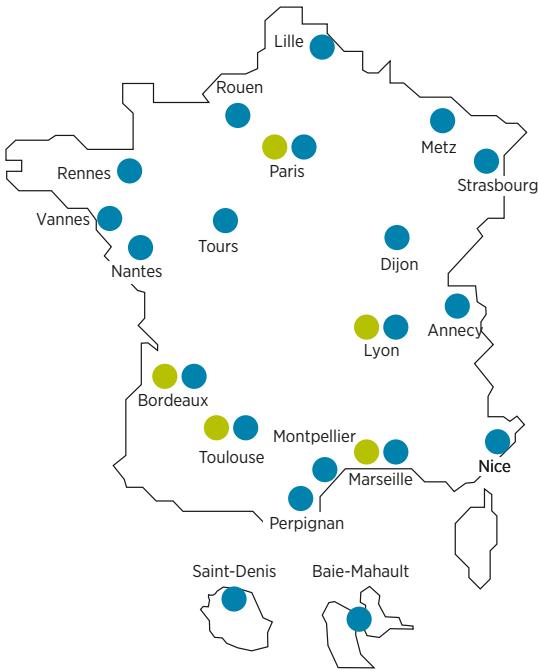 Lille
Rouen
Metz
Paris
Strasbourg
Rennes
Vannes
Tours
Nantes
Dijon
Annecy
Lyon
Bordeaux
Montpellier
Toulouse
Nice
Marseille
Perpignan
Saint-Denis
Baie-Mahault